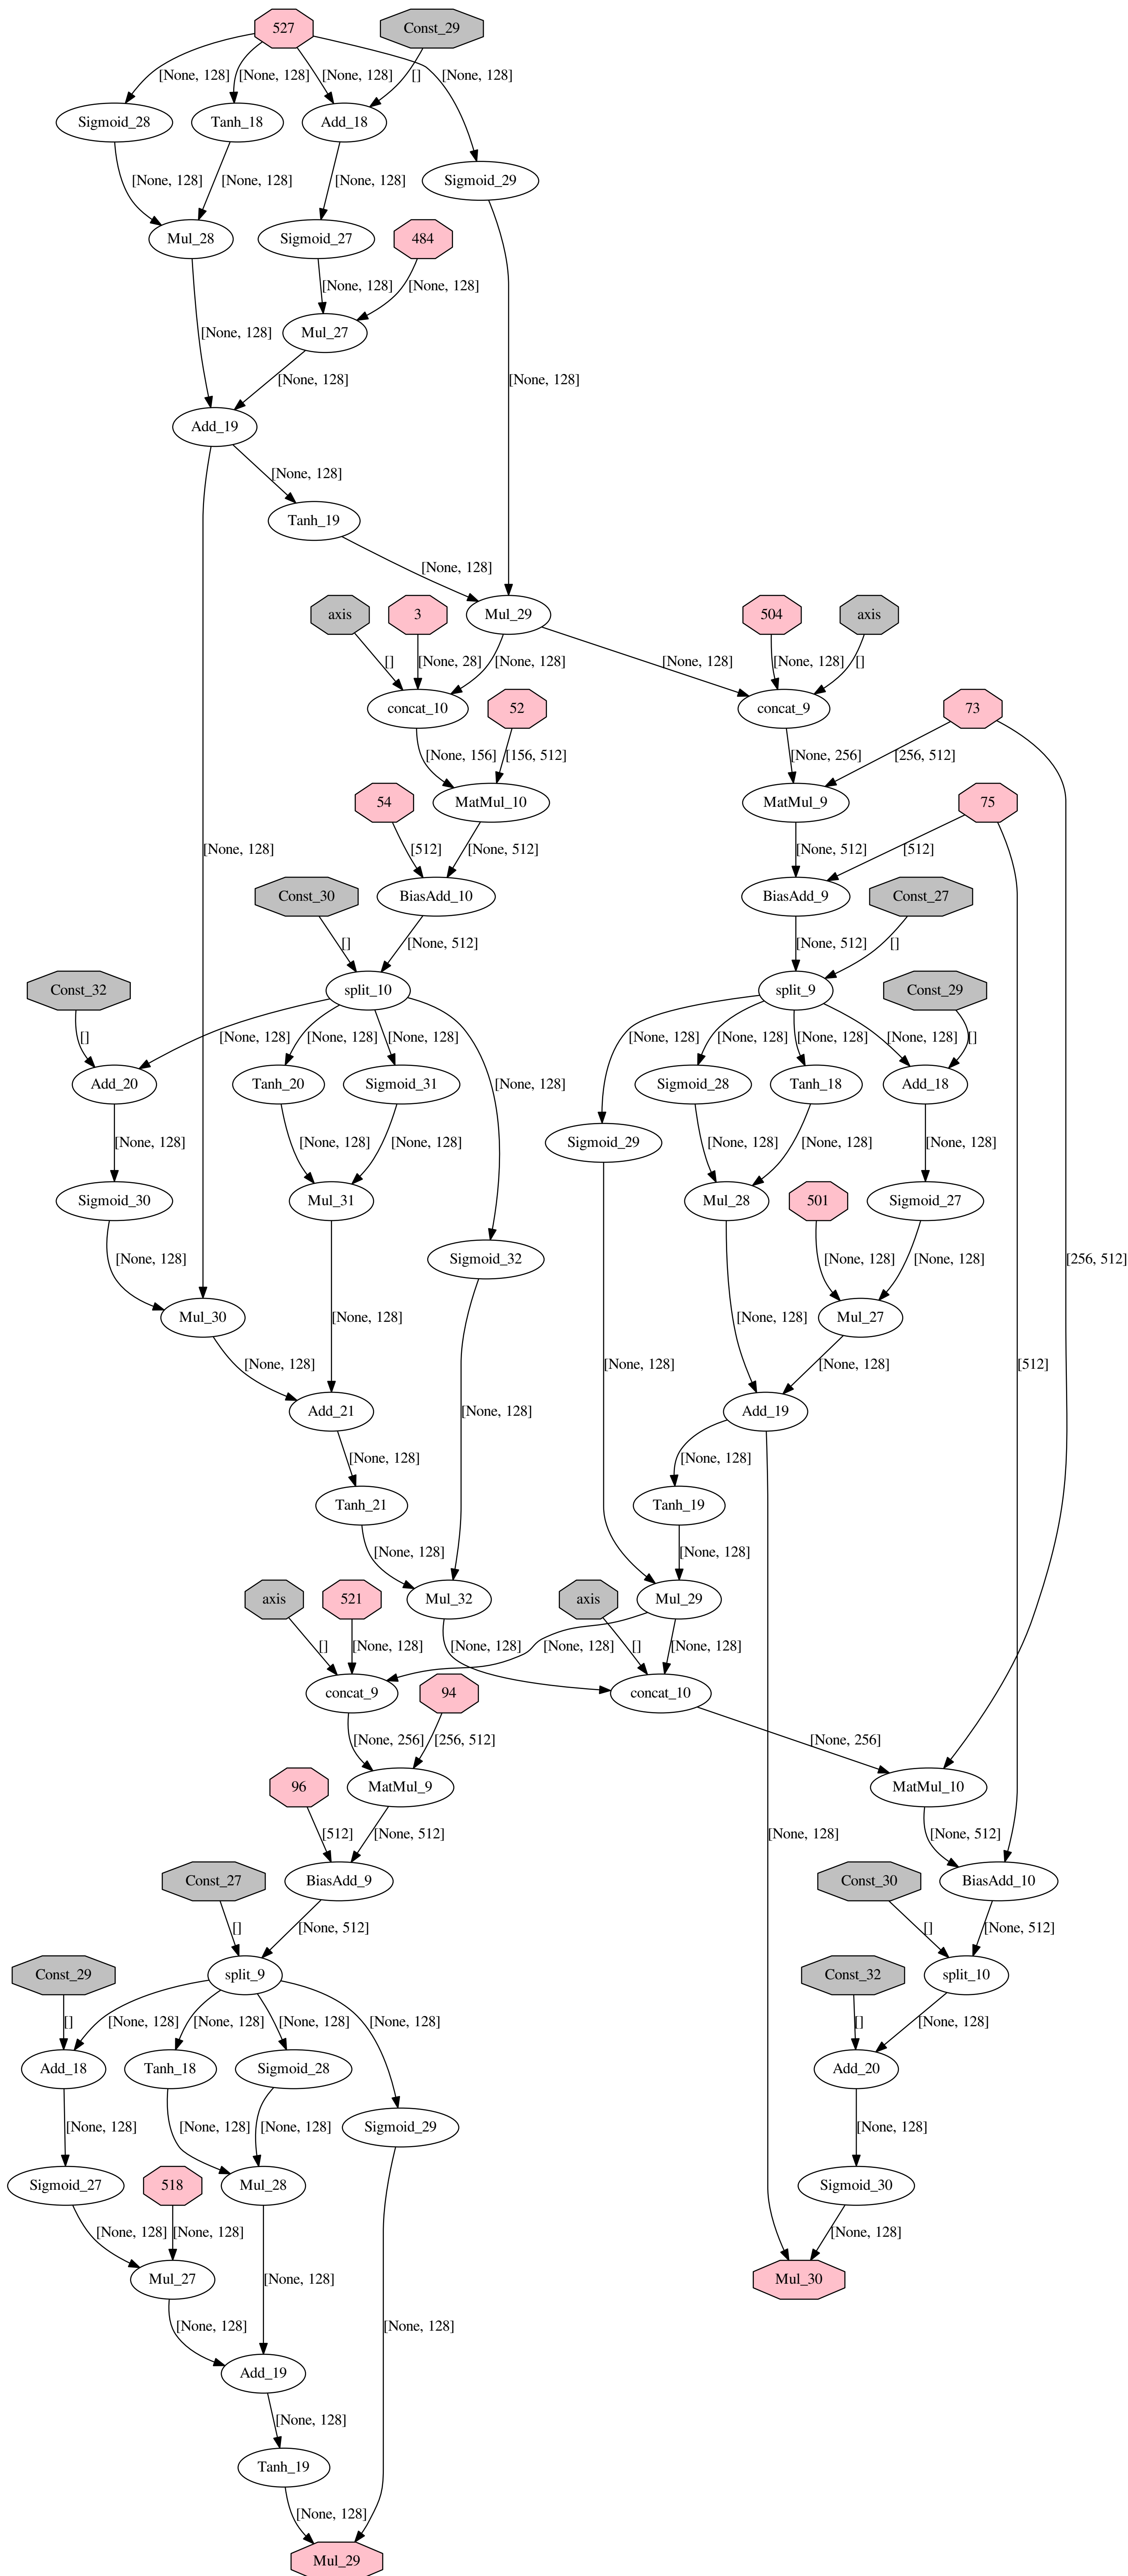 527 Const_29
[None, 128] [None, 128] [None, 128] [] [None, 128]
Sigmoid_28 Tanh_18 Add_18
[None, 128] [None, 128] [None, 128] Sigmoid_29
Mul_28 Sigmoid_27 484
[None, 128] [None, 128]
[None, 128] Mul_27
[None, 128] [None, 128]
Add_19
[None, 128]
Tanh_19
[None, 128]
axis 3 Mul_29 504 axis
[] [None, 28] [None, 128] [None, 128] [None, 128] []
concat_10 52 concat_9 73
[None, 156] [156, 512] [None, 256] [256, 512]
54 MatMul_10 MatMul_9 75
[None, 128] [512] [None, 512] [None, 512] [512]
Const_30 BiasAdd_10 BiasAdd_9 Const_27
[] [None, 512] [None, 512] []
Const_32 split_10 split_9 Const_29
[] [None, 128] [None, 128] [None, 128] [None, 128] [None, 128] [None, 128] [None, 128] []
Add_20 Tanh_20 Sigmoid_31 [None, 128] Sigmoid_28 Tanh_18 Add_18
[None, 128] [None, 128] [None, 128] Sigmoid_29 [None, 128] [None, 128] [None, 128]
Sigmoid_30 Mul_31 Mul_28 501 Sigmoid_27
[None, 128] Sigmoid_32 [None, 128] [None, 128] [256, 512]
Mul_30 [None, 128] [None, 128] Mul_27
[None, 128] [None, 128] [None, 128] [512]
Add_21 [None, 128] Add_19
[None, 128] [None, 128]
Tanh_21 Tanh_19
[None, 128] [None, 128]
axis 521 Mul_32 axis Mul_29
[] [None, 128] [None, 128] [None, 128] [] [None, 128]
concat_9 94 concat_10
[None, 256] [256, 512] [None, 256]
96 MatMul_9 MatMul_10
[512] [None, 512] [None, 128] [None, 512]
Const_27 BiasAdd_9 Const_30 BiasAdd_10
[] [None, 512] [] [None, 512]
Const_29 split_9 Const_32 split_10
[] [None, 128] [None, 128] [None, 128] [None, 128] [] [None, 128]
Add_18 Tanh_18 Sigmoid_28 Add_20
[None, 128] [None, 128] [None, 128] Sigmoid_29 [None, 128]
Sigmoid_27 518 Mul_28 Sigmoid_30
[None, 128] [None, 128] [None, 128]
Mul_27 [None, 128] Mul_30
[None, 128] [None, 128]
Add_19
[None, 128]
Tanh_19
[None, 128]
Mul_29